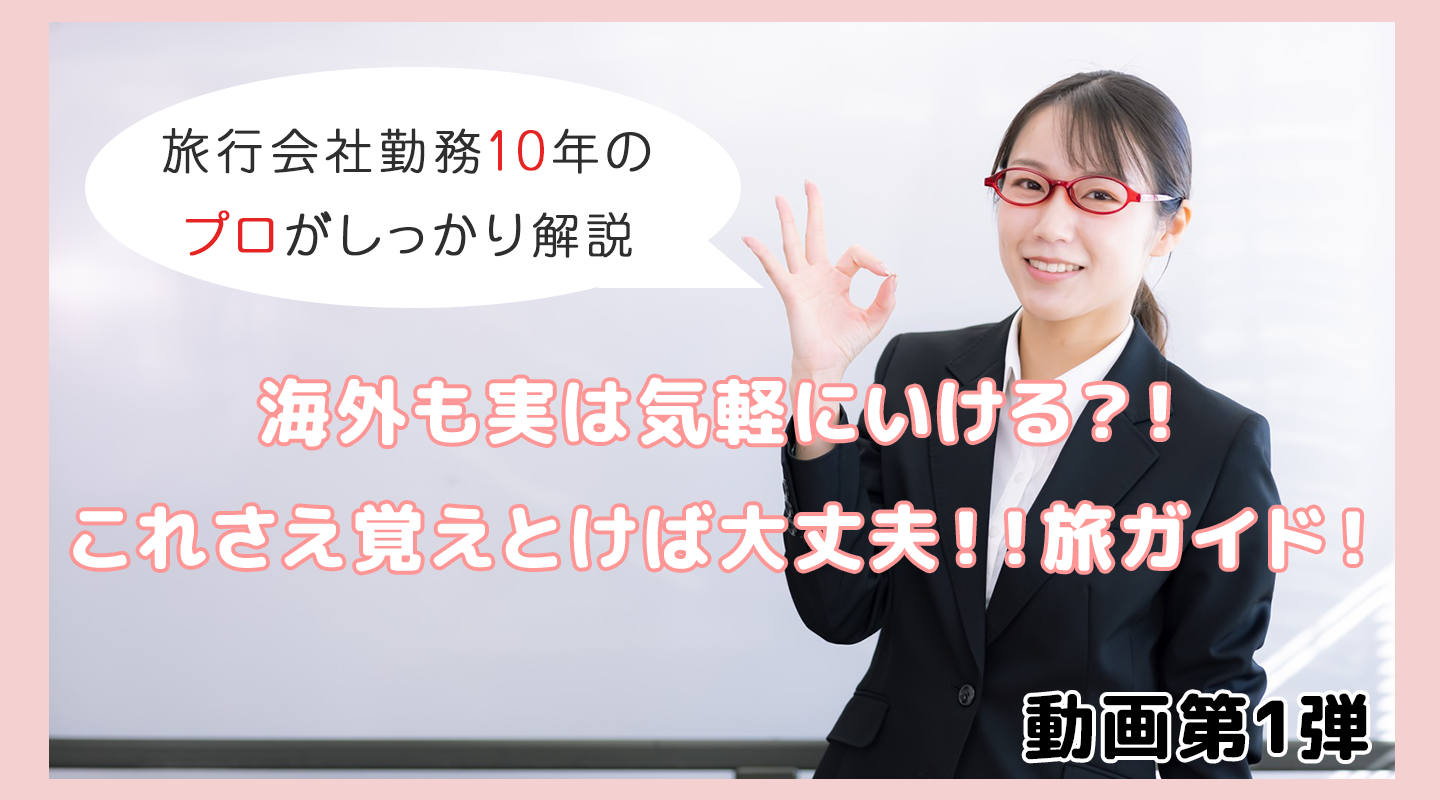 旅行会社勤務10年の
プロがしっかり解説
海外も実は気軽にいける？！
これさえ覚えとけば大丈夫！！旅ガイド！
動画第1弾